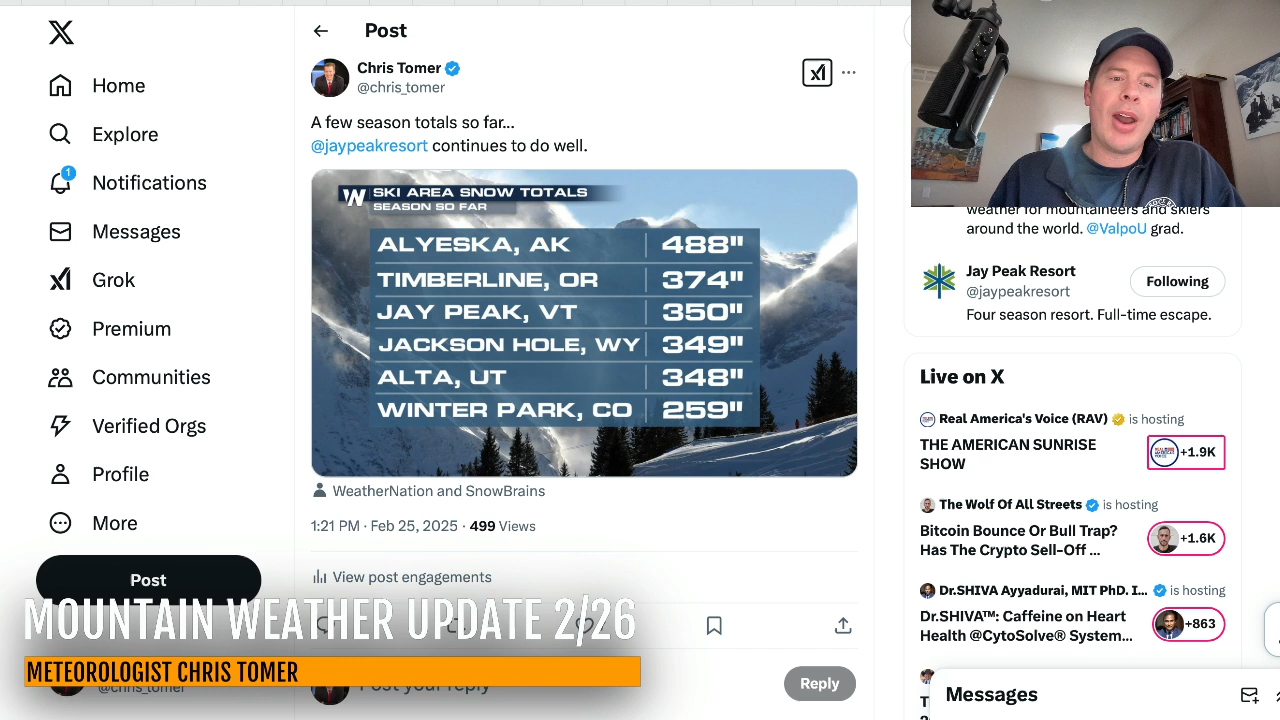 Home
Explore
1
Notifications
Messages
Grok
Premium
Communities
Verified Orgs
Profile
More
Post
Post
Chris Tomer
@chris_tomer
A few season totals so far...
@jaypeakresort continues to do well.
W SKI AREA SNOW TOTALS
SEASON SO FAR
ALYESKA, AK 488"
TIMBERLINE, OR 374"
JAY PEAK, VT 350"
JACKSON HOLE, WY 349"
ALTA, UT 348"
WINTER PARK, CO 259"
WeatherNation and SnowBrains
1:21 PM · Feb 25, 2025 · 499 Views
View post engagements
Post your reply
Reply
@chris_tomer
MOUNTAIN WEATHER UPDATE 2/26
METEOROLOGIST CHRIS TOMER
weather for mountaineers and skiers
around the world. @ValpoU grad.
Jay Peak Resort
@jaypeakresort
Following
Four season resort. Full-time escape.
Live on X
Real America's Voice (RAV) is hosting
THE AMERICAN SUNRISE
SHOW
+1.9K
The Wolf Of All Streets is hosting
Bitcoin Bounce Or Bull Trap?
Has The Crypto Sell-Off ...
+1.6K
Dr.SHIVA Ayyadurai, MIT PhD. I... is hosting
Dr.SHIVA™: Caffeine on Heart
Health @CytoSolve® System...
+863
Messages